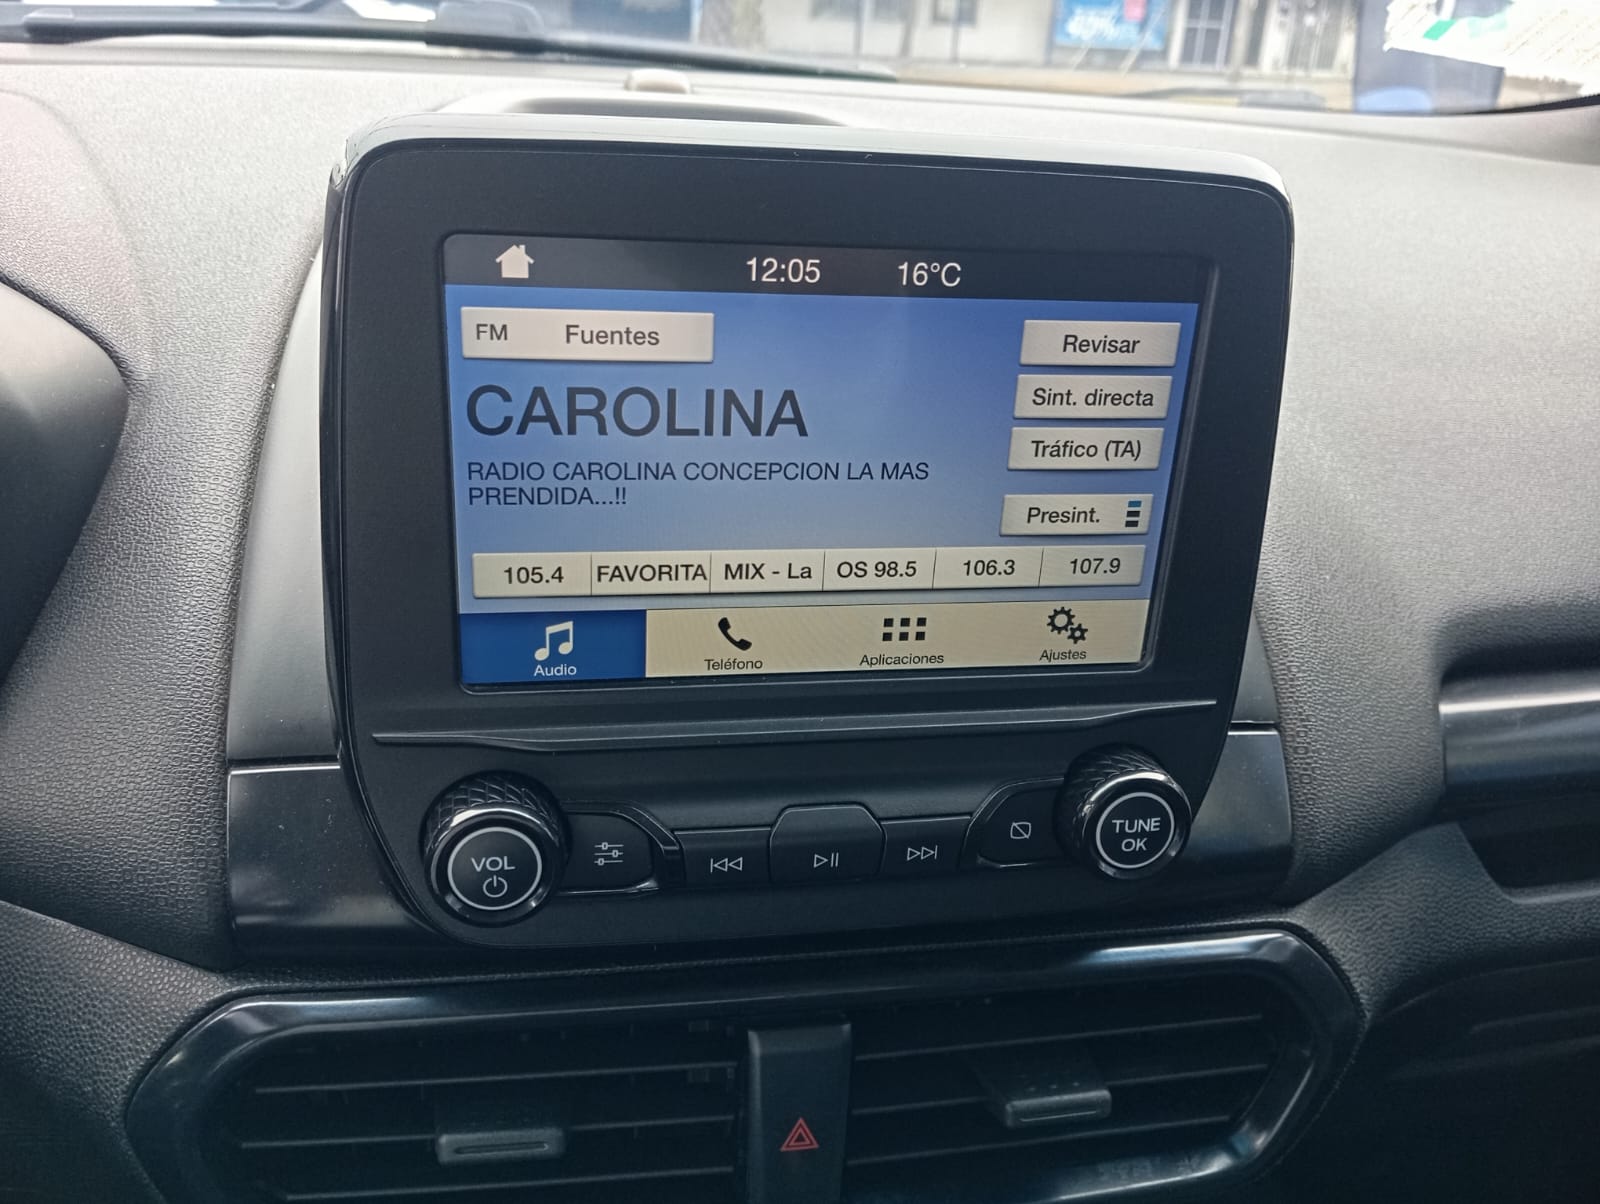 12:05 16°C
FM Fuentes
Revisar
CAROLINA
Sint. directa
Tráfico (TA)
RADIO CAROLINA CONCEPCION LA MAS
PRENDIDA...!!
Presint.
105.4 FAVORITA MIX - La OS 98.5 106.3 107.9
Audio Teléfono Aplicaciones Ajustes
VOL
TUNE
OK